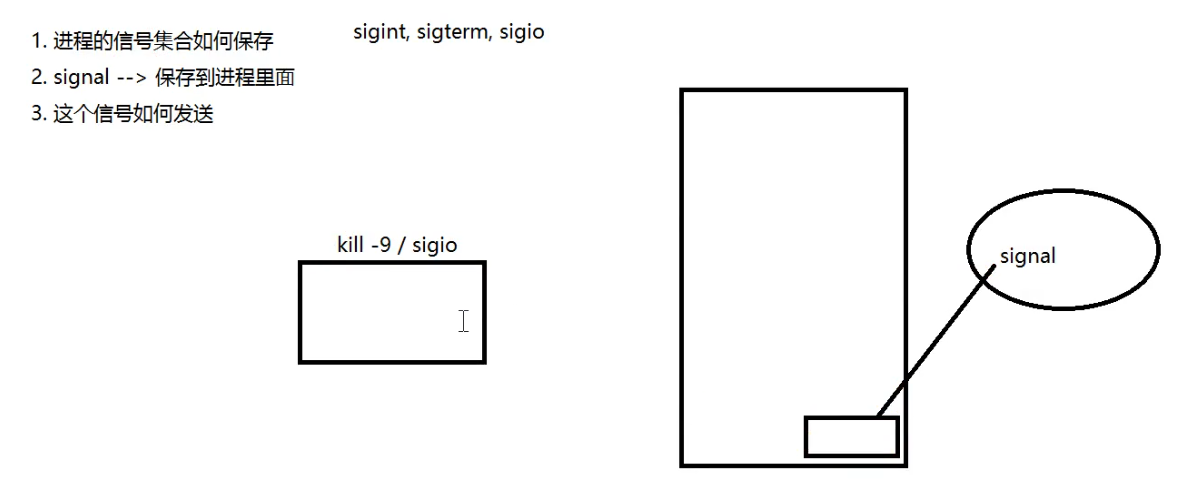 1. 进程的信号集合如何保存
sigint, sigterm, sigio
2. signal --> 保存到进程里面
3. 这个信号如何发送
kill -9 / sigio
signal